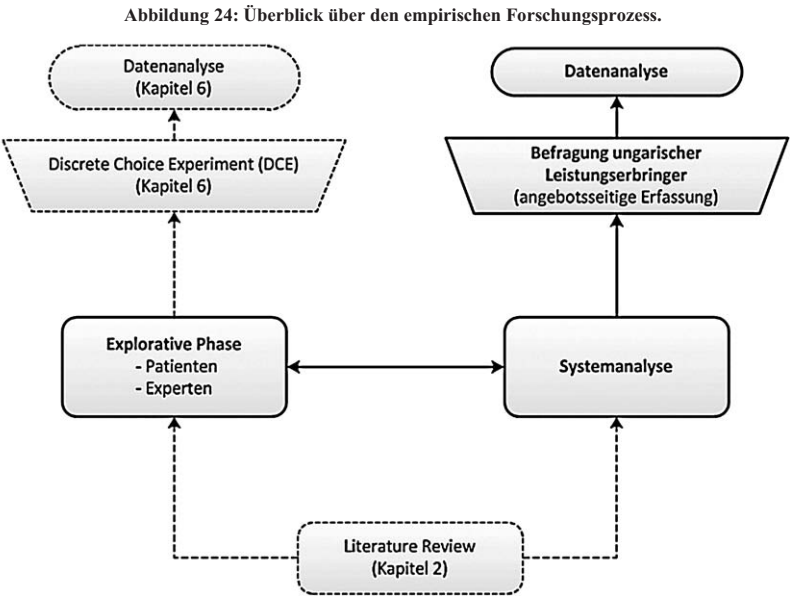 Abbildung 24: Überblick über den empirischen Forschungsprozess.
Datenanalyse
(Kapitel 6)
Datenanalyse
Discrete Choice Experiment (DCE)
(Kapitel 6)
Befragung ungarischer
Leistungserbringer
(angebotsseitige Erfassung)
Explorative Phase
- Patienten
- Experten
Systemanalyse
Literature Review
(Kapitel 2)